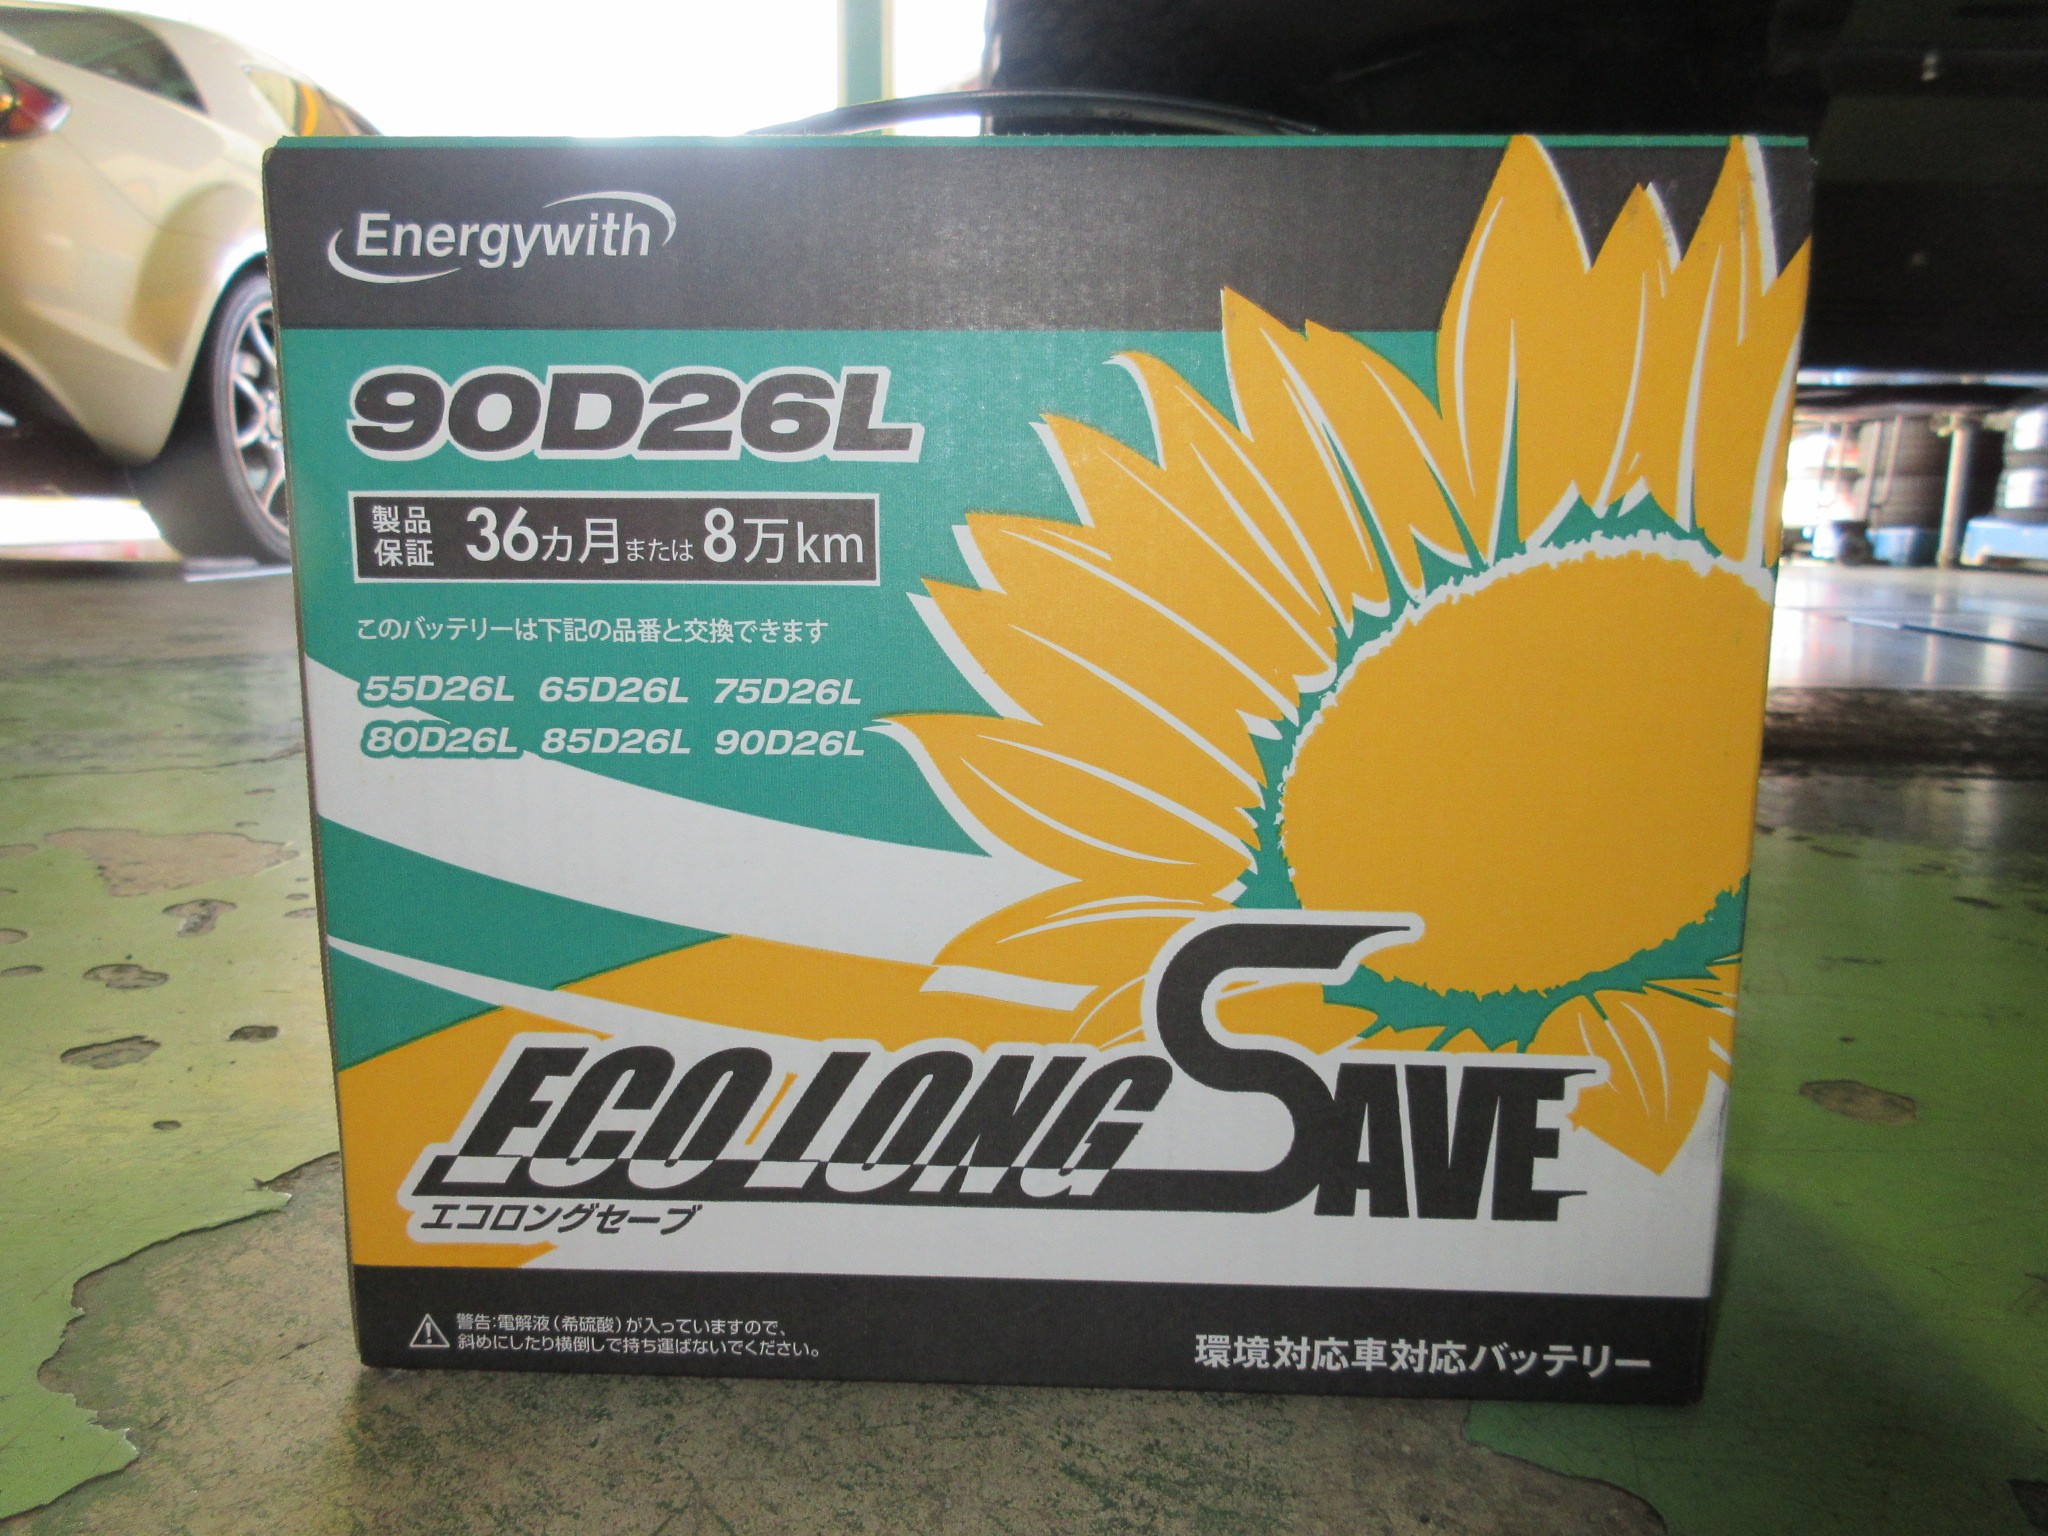 Energywith
90D26L
製品保証 36カ月または8万km
このバッテリーは下記の品番と交換できます
55D26L 65D26L 75D26L
80D26L 85D26L 90D26L
ECO LONG SAVE
エコロングセーブ
警告:電解液(希硫酸)が入っていますので、
斜めにしたり横倒しで持ち運ばないでください。
環境対応車対応バッテリー